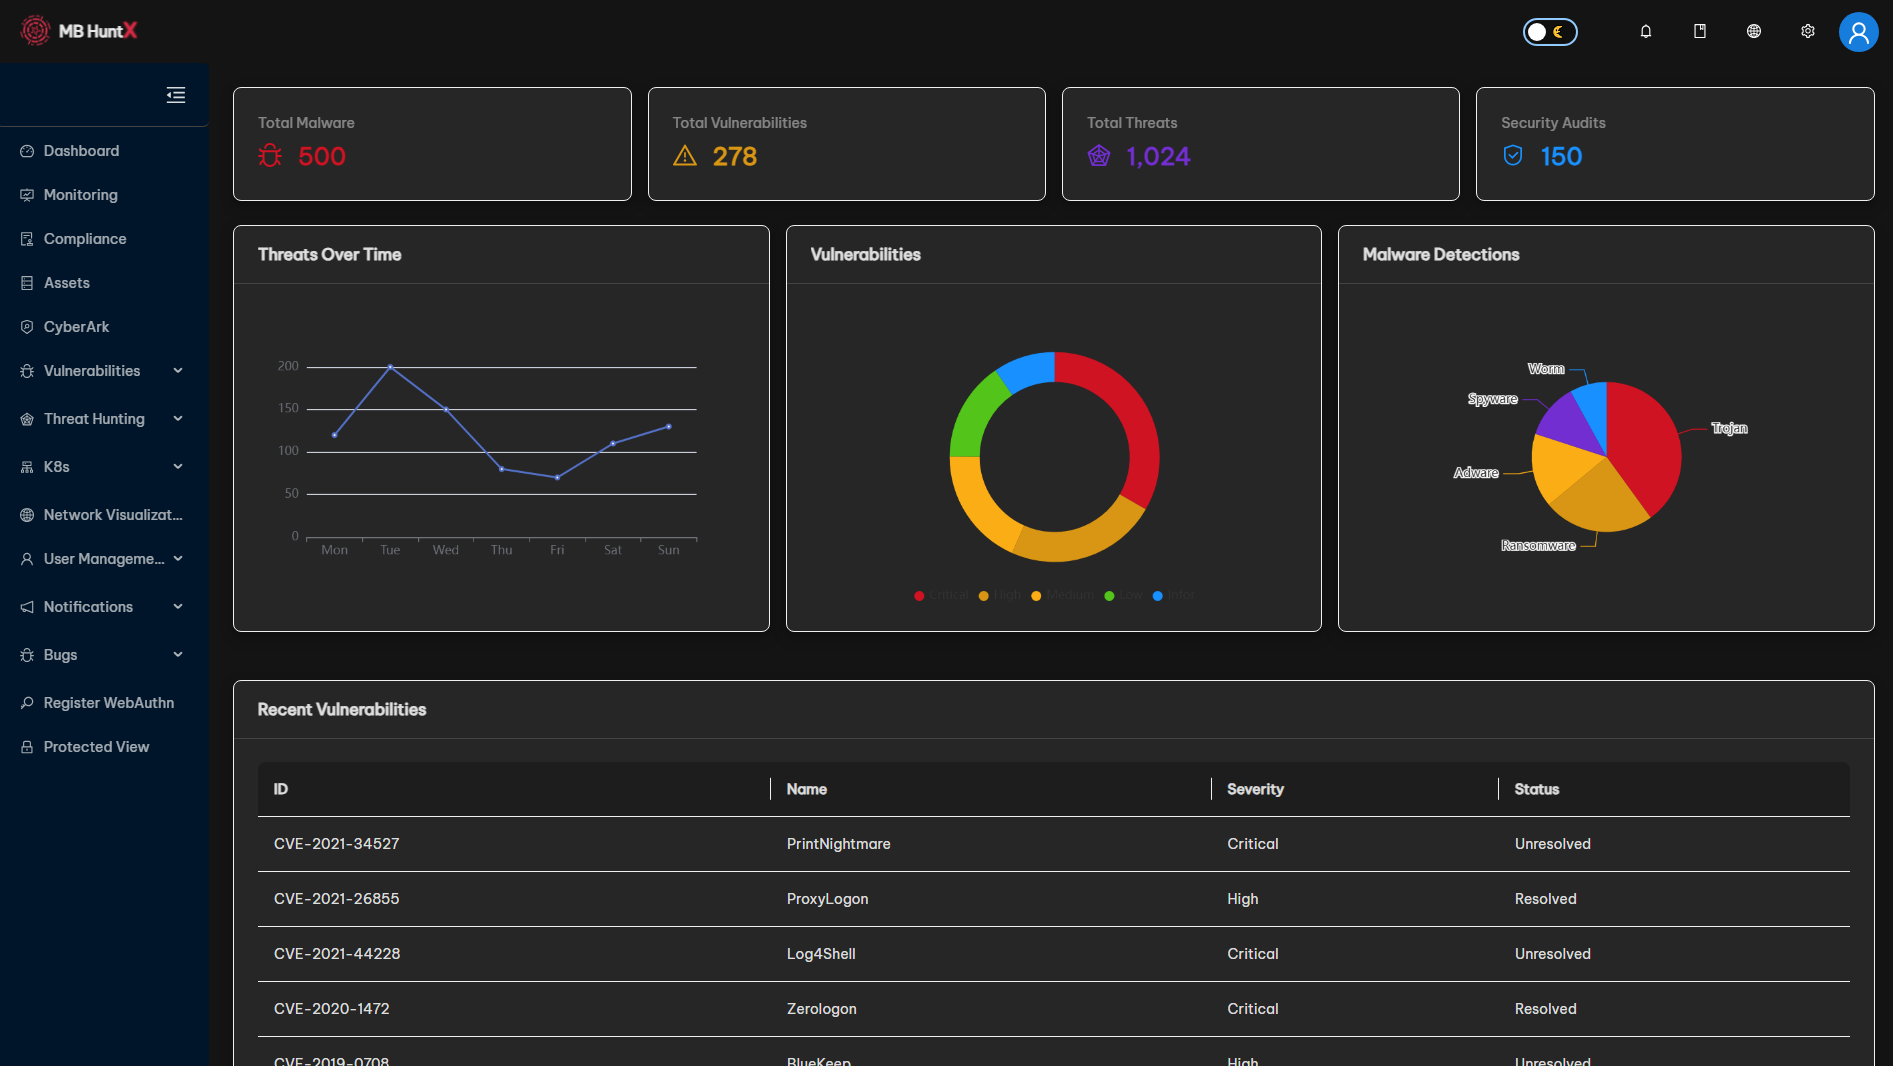 MB HuntX
Dashboard
Monitoring
Compliance
Assets
CyberArk
Vulnerabilities
Threat Hunting
K8s
Network Visualizat...
User Manageme...
Notifications
Bugs
Register WebAuthn
Protected View
Total Malware
500
Total Vulnerabilities
278
Total Threats
1,024
Security Audits
150
Threats Over Time
200
150
100
50
0
Mon Tue Wed Thu Fri Sat Sun
Vulnerabilities
Critical High Medium Low Infor
Malware Detections
Worm
Spyware
Trojan
Adware
Ransomware
Recent Vulnerabilities
ID Name Severity Status
CVE-2021-34527 PrintNightmare Critical Unresolved
CVE-2021-26855 ProxyLogon High Resolved
CVE-2021-44228 Log4Shell Critical Unresolved
CVE-2020-1472 Zerologon Critical Resolved
CVE-2019-0708 BlueKeep High Unresolved